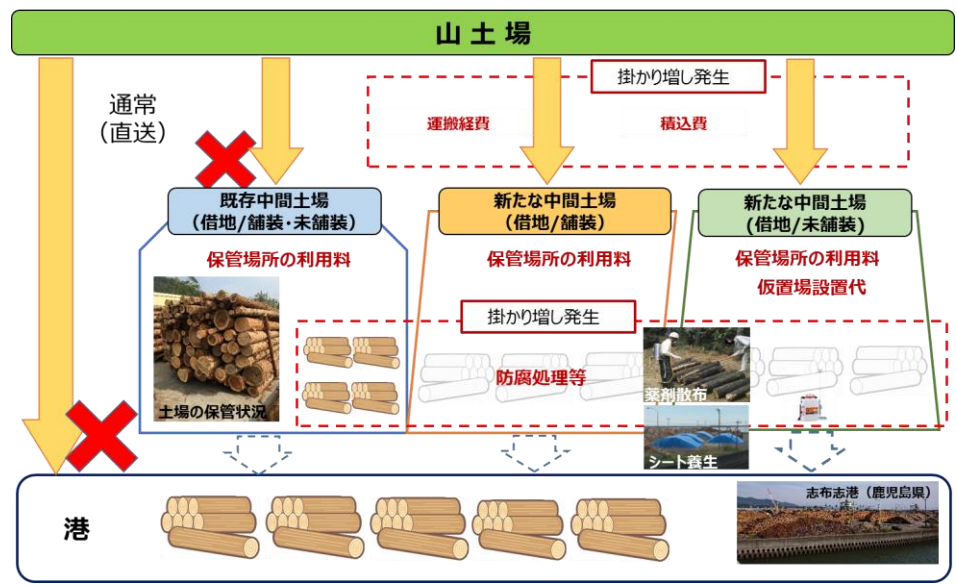 山土場
掛かり増し発生
通常
（直送）
運搬経費
積込費
既存中間土場
（借地/舗装・未舗装）
新たな中間土場
（借地/舗装）
新たな中間土場
(借地/未舗装)
保管場所の利用料
保管場所の利用料
保管場所の利用料
仮置場設置代
掛かり増し発生
防腐処理等
薬剤散布
土場の保管状況
シート養生
港
志布志港（鹿児島県）